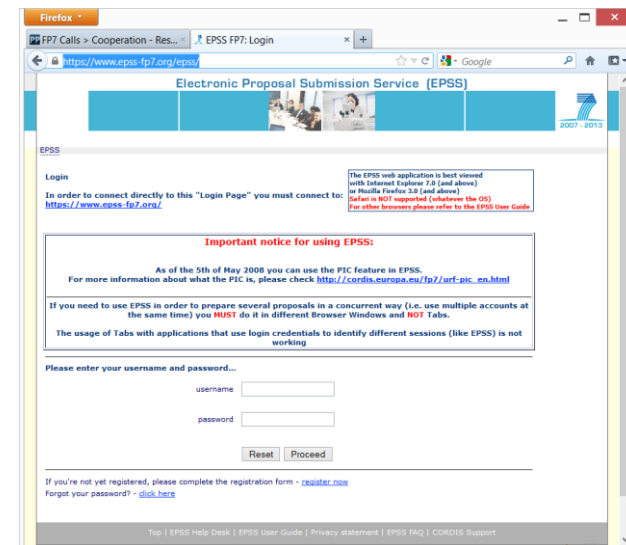 Firefox
FP7 Calls > Cooperation - Res...
EPSS FP7: Login
https://www.epss-fp7.org/epss/
Google
Electronic Proposal Submission Service (EPSS)
2007 - 2013
EPSS
Login
In order to connect directly to this "Login Page" you must connect to:
https://www.epss-fp7.org/
The EPSS web application is best viewed
with Internet Explorer 7.0 (and above)
or Mozilla Firefox 3.0 (and above)
Safari is NOT supported (whatever the OS)
For other browsers please refer to the EPSS User Guide
Important notice for using EPSS:
As of the 5th of May 2008 you can use the PIC feature in EPSS.
For more information about what the PIC is, please check http://cordis.europa.eu/fp7/urf-pic_en.html
If you need to use EPSS in order to prepare several proposals in a concurrent way (i.e. use multiple accounts at
the same time) you MUST do it in different Browser Windows and NOT Tabs.
The usage of Tabs with applications that use login credentials to identify different sessions (like EPSS) is not
working
Please enter your username and password...
username
password
Reset Proceed
If you're not yet registered, please complete the registration form - register now
Forgot your password? - click here
Top | EPSS Help Desk | EPSS User Guide | Privacy statement | EPSS FAQ | CORDIS Support